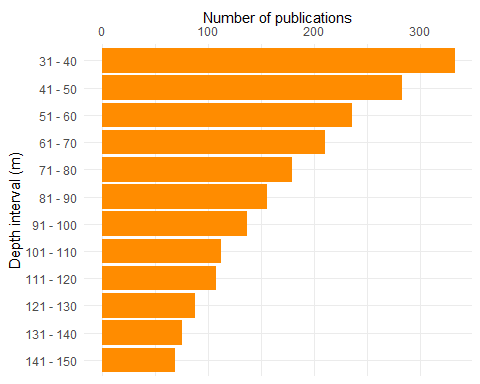 Number of publications
0 100 200 300
Depth interval (m)
31 - 40
41 - 50
51 - 60
61 - 70
71 - 80
81 - 90
91 - 100
101 - 110
111 - 120
121 - 130
131 - 140
141 - 150